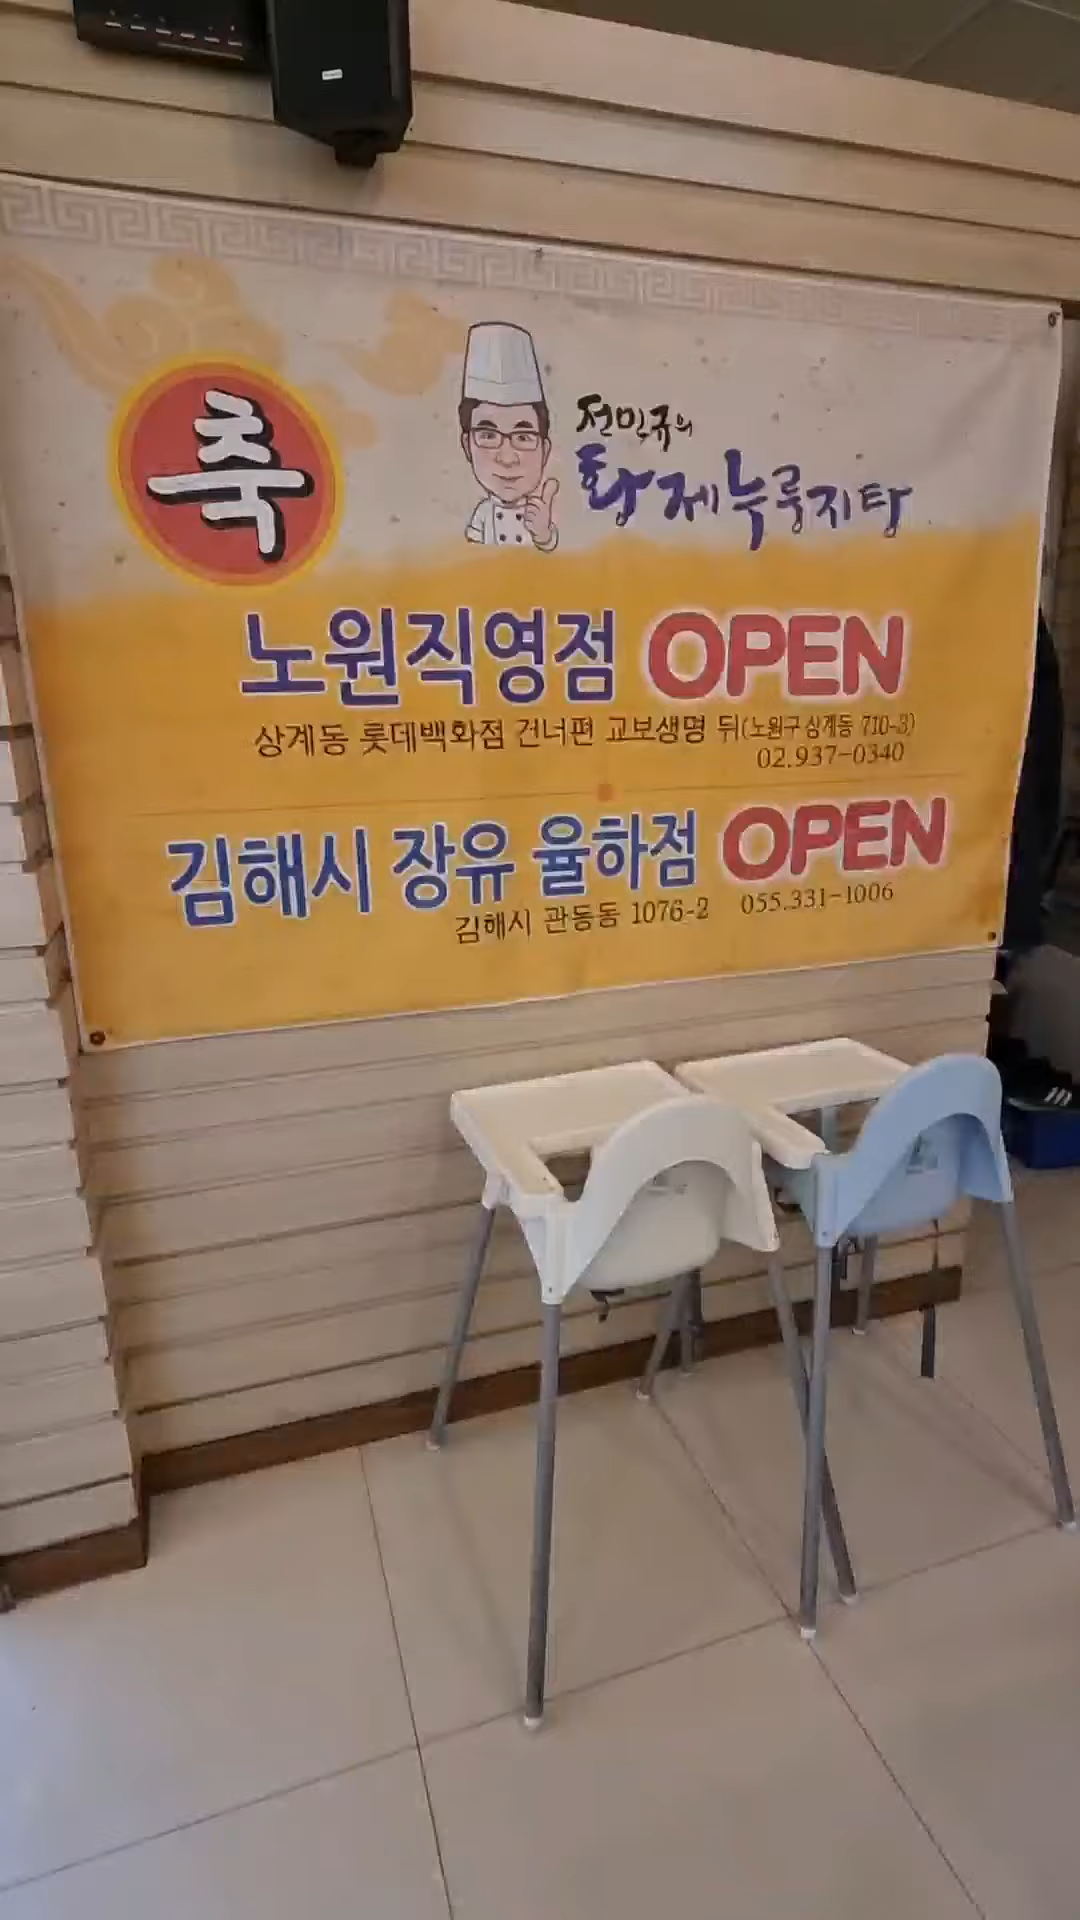 축
전민규의
황제누룽지탕
노원직영점 OPEN
상계동 롯데백화점 건너편 교보생명 뒤(노원구 상계동 710-3)
02.937-0340
김해시 장유 율하점 OPEN
김해시 관동동 1076-2 055.331-1006